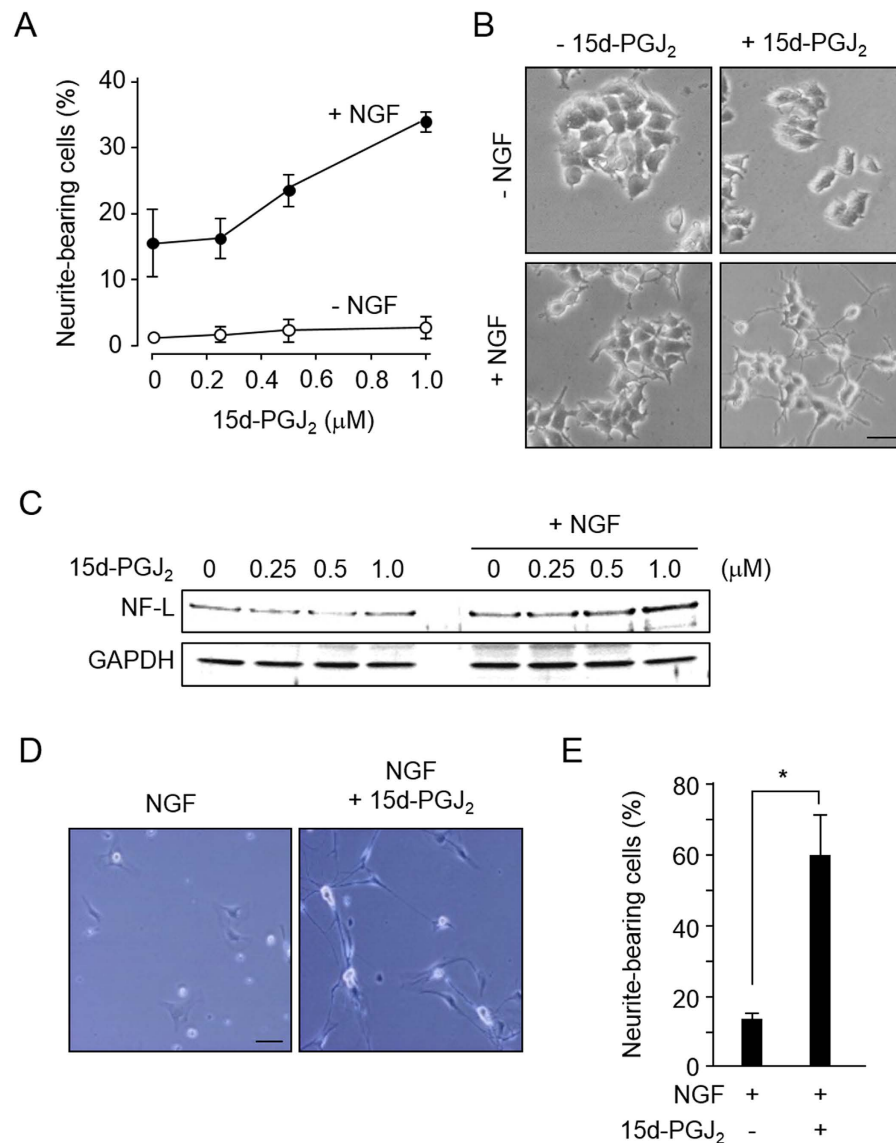 A
40
30
20
10
0
Neurite-bearing cells (%)
+ NGF
- NGF
0 0.2 0.4 0.6 0.8 1.0
15d-PGJ₂ (μM)
B
- 15d-PGJ₂ + 15d-PGJ₂
- NGF
+ NGF
C
+ NGF
15d-PGJ₂ 0 0.25 0.5 1.0 0 0.25 0.5 1.0 (μM)
NF-L
GAPDH
D
NGF
NGF
+ 15d-PGJ₂
E
80
60
40
20
0
Neurite-bearing cells (%)
*
NGF + +
15d-PGJ₂ - +